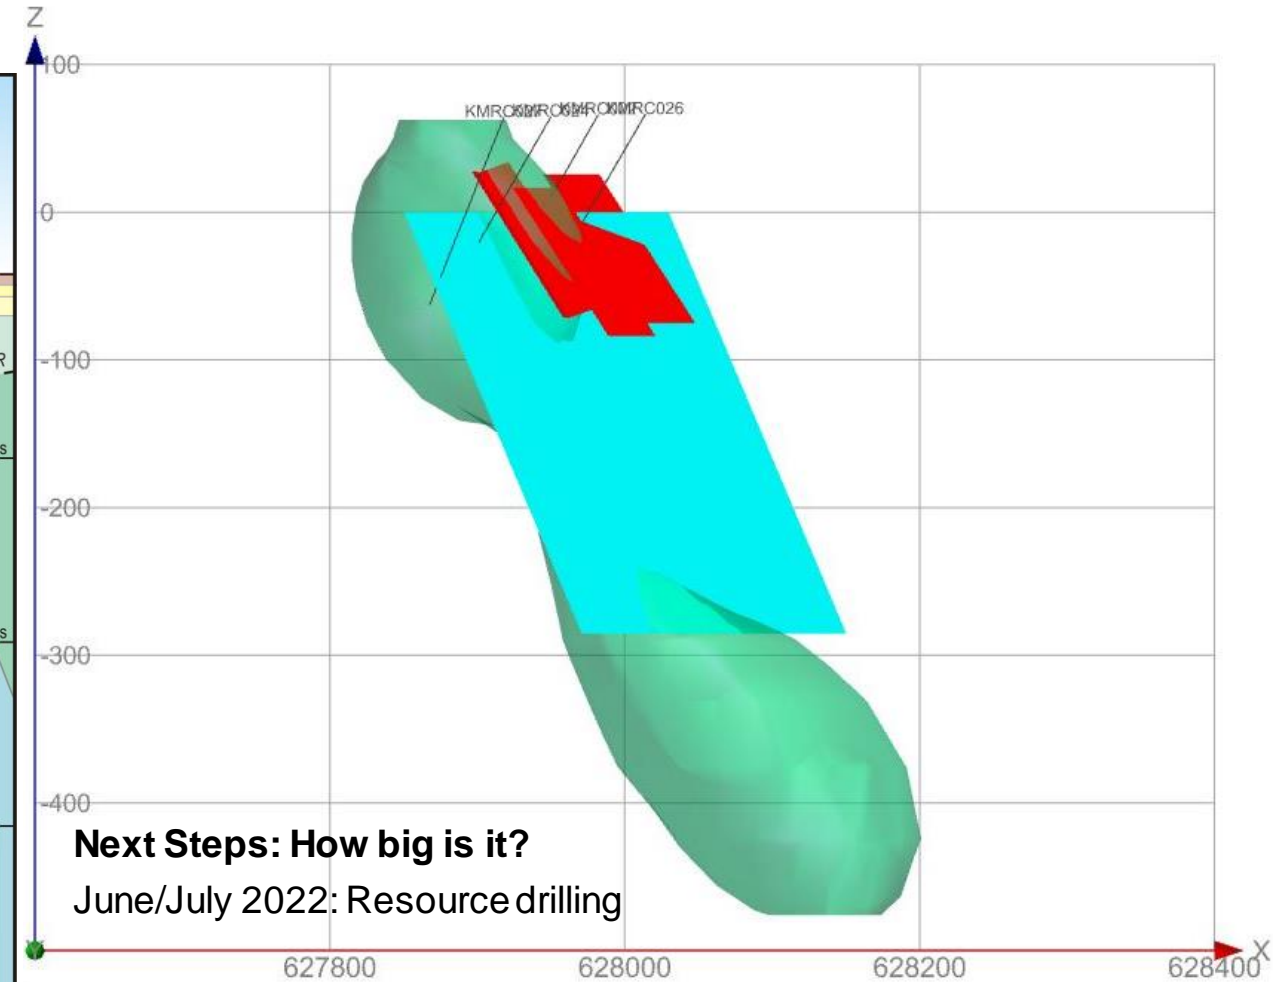 Z
100
KMRC026
0
-100
R
s
-200
s
-300
-400
Next Steps: How big is it?
June/July 2022: Resource drilling
X
627800 628000 628200 628400